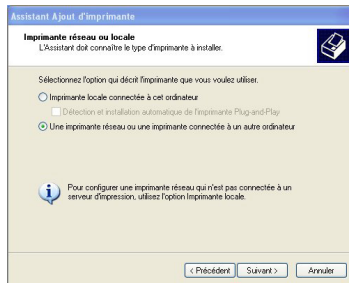 Assistant Ajout d'imprimante
Imprimante réseau ou locale
L'Assistant doit connaître le type d'imprimante à installer.
Sélectionnez l'option qui décrit l'imprimante que vous voulez utiliser.
Imprimante locale connectée à cet ordinateur
Détection et installation automatique de l'imprimante Plug-and-Play
Une imprimante réseau ou une imprimante connectée à un autre ordinateur
Pour configurer une imprimante réseau qui n'est pas connectée à un
serveur d'impression, utilisez l'option Imprimante locale.
< Précédent Suivant > Annuler